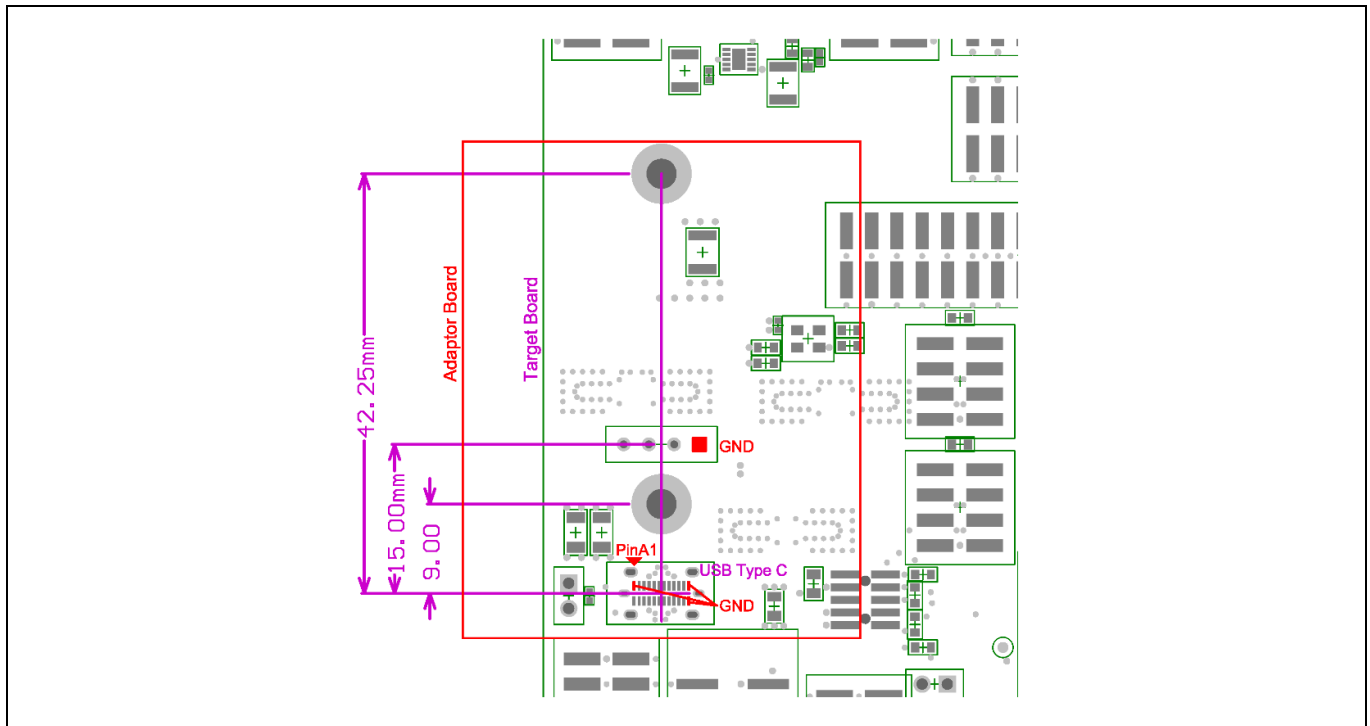 Adaptor Board
Target Board
42.25mm
15.00mm
9.00
GND
PinA1
USB Type C
GND